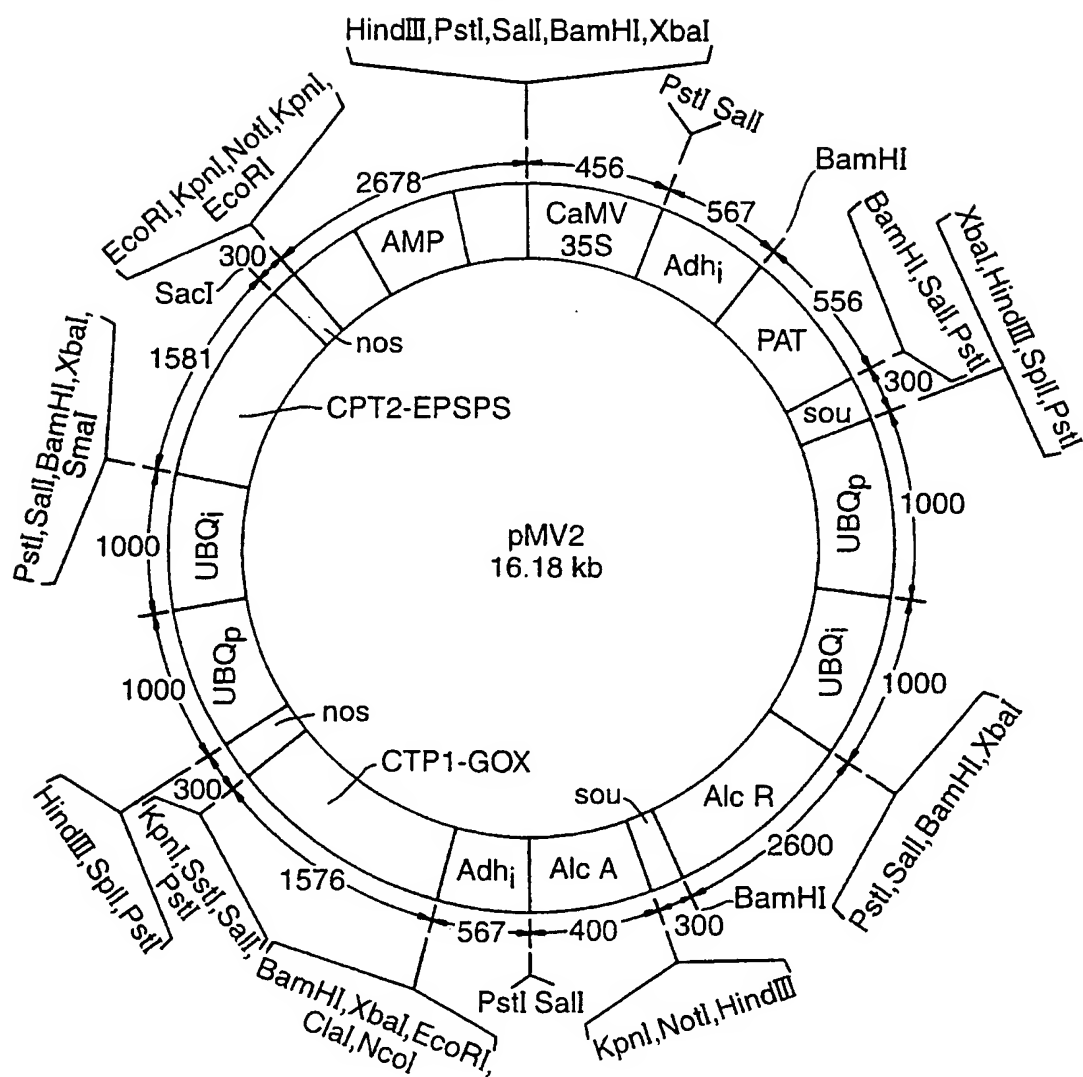 HindⅢ,PstI,SalI,BamHI,XbaI
PstI SalI
BamHI
BamHI,SalI,PstI
XbaI,HindⅢ,SplI,PstI
EcoRI,KpnI,NotI,KpnI,
EcoRI
SacI
PstI,SalI,BamHI,XbaI,
SmaI
2678
456
567
556
300
1000
1000
2600
300
400
567
1576
300
1000
1000
1581
300
AMP
CaMV
35S
Adhi
PAT
sou
UBQp
UBQi
Alc R
sou
Alc A
Adhi
CTP1-GOX
nos
UBQp
UBQi
CPT2-EPSPS
nos
pMV2
16.18 kb
PstI,SalI,BamHI,XbaI
BamHI
KpnI,NotI,HindⅢ
PstI SalI
BamHI,XbaI,EcoRI,
ClaI,NcoI
KpnI,SstI,SalI,
PstI
HindⅢ,SplI,PstI